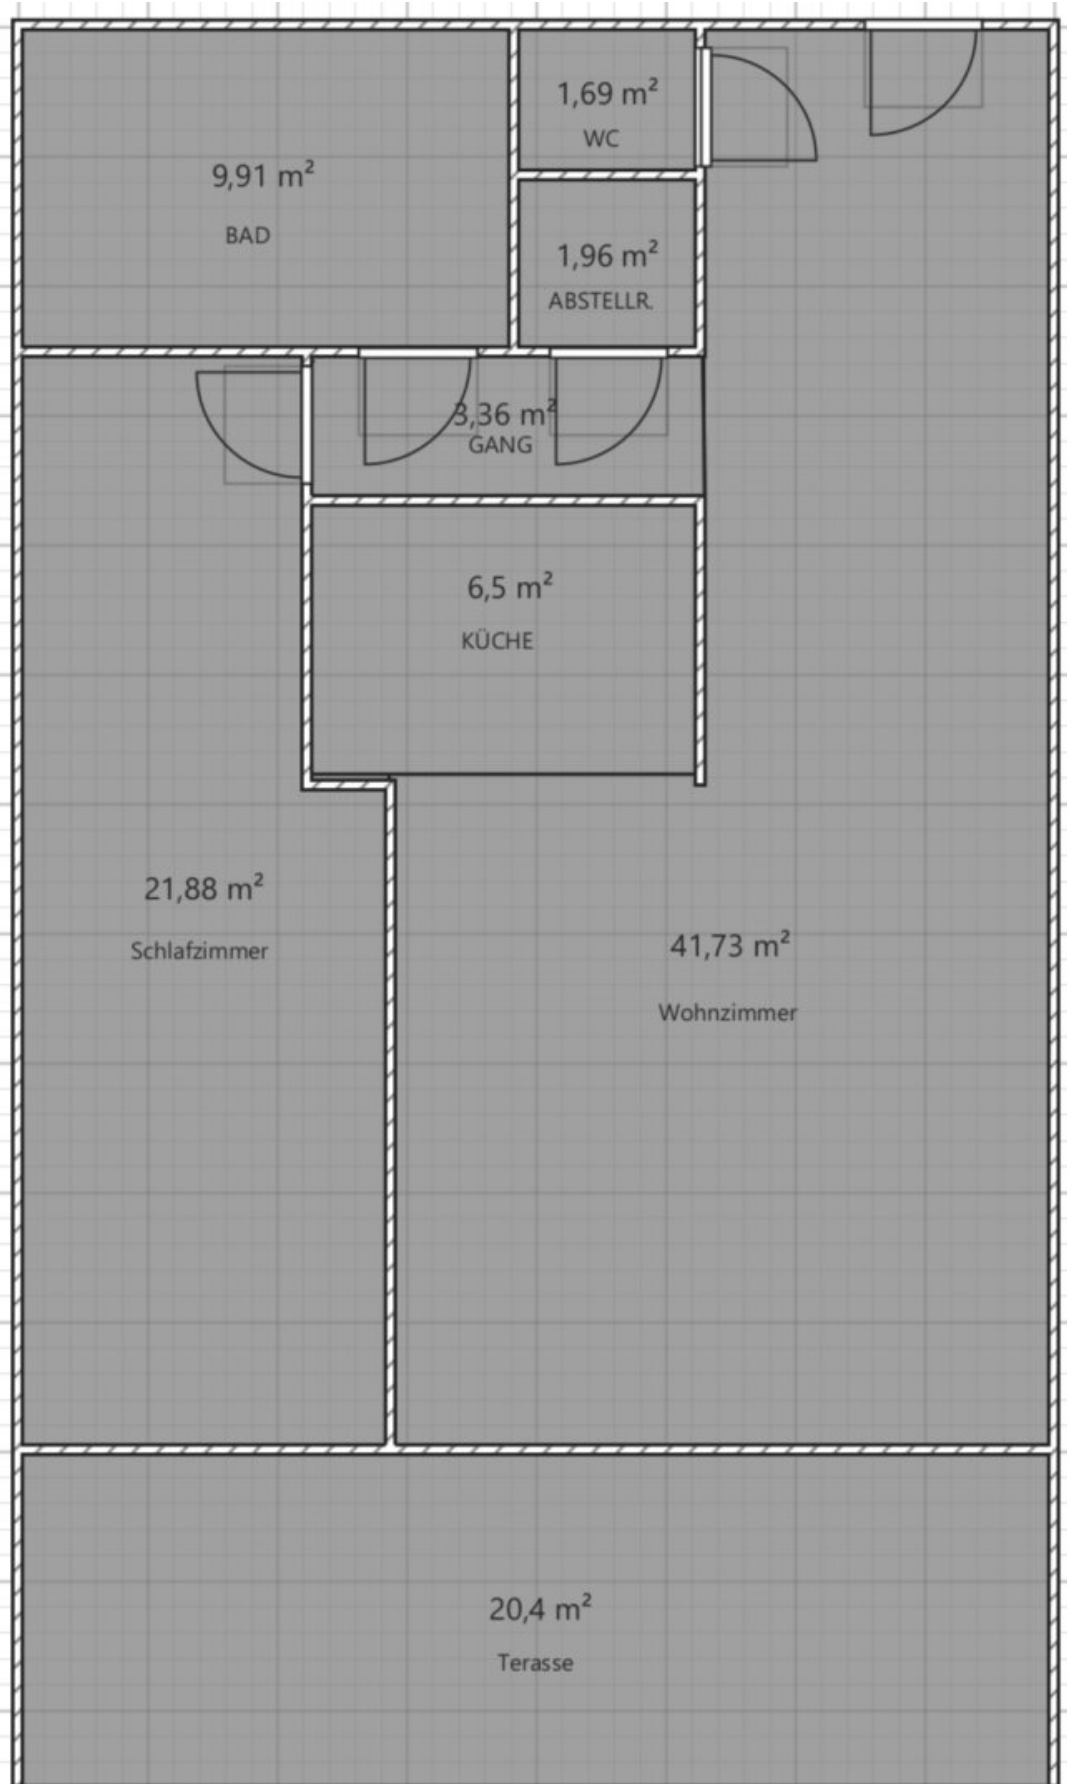 1,69 m²
WC
9,91 m²
BAD
1,96 m²
ABSTELLR.
3,36 m²
GANG
6,5 m²
KÜCHE
21,88 m²
Schlafzimmer
41,73 m²
Wohnzimmer
20,4 m²
Terasse